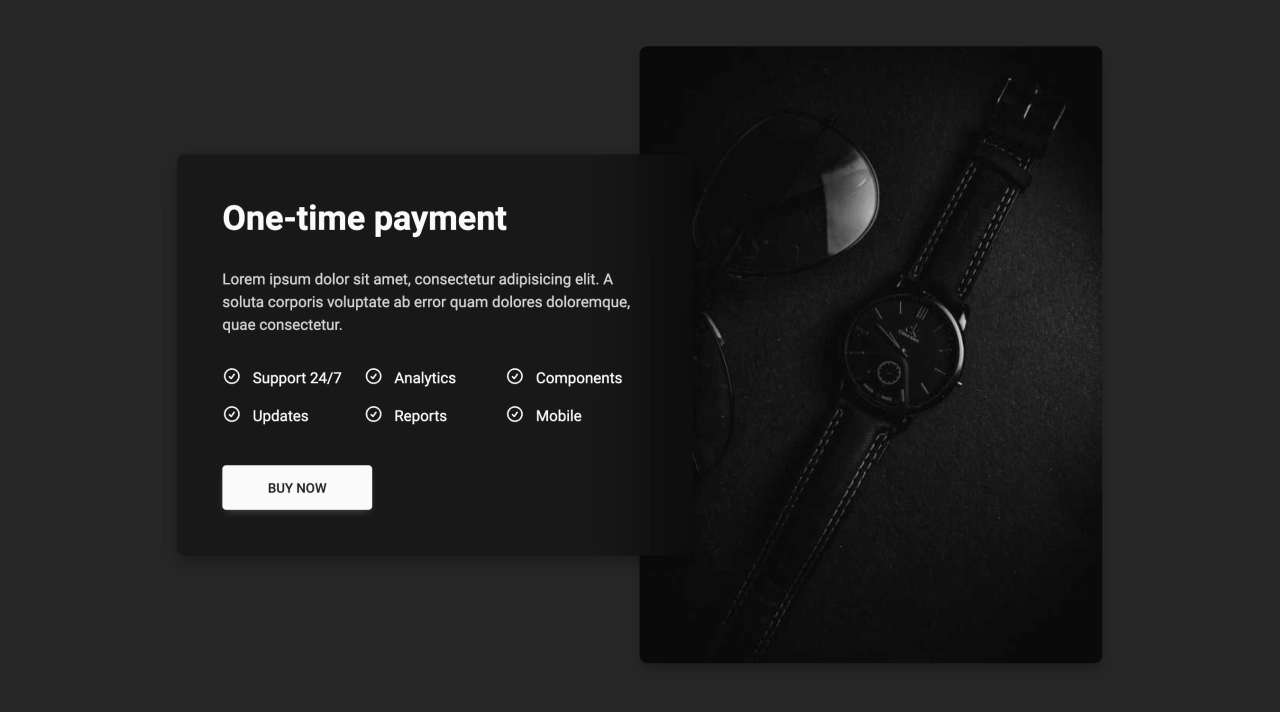 One-time payment
Lorem ipsum dolor sit amet, consectetur adipisicing elit. A
soluta corporis voluptate ab error quam dolores doloremque,
quae consectetur.
Support 24/7 Analytics Components
Updates Reports Mobile
BUY NOW